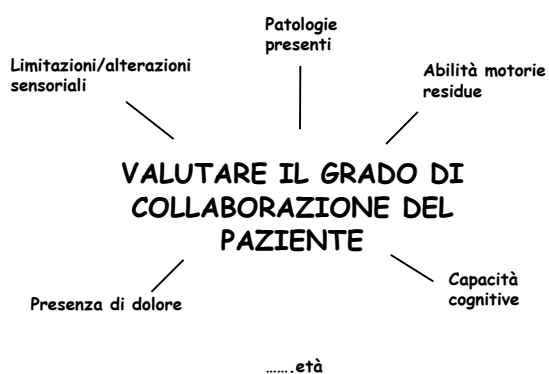 Patologie
presenti
Limitazioni/alterazioni
sensoriali
Abilità motorie
residue
VALUTARE IL GRADO DI
COLLABORAZIONE DEL
PAZIENTE
Presenza di dolore
Capacità
cognitive
…….età